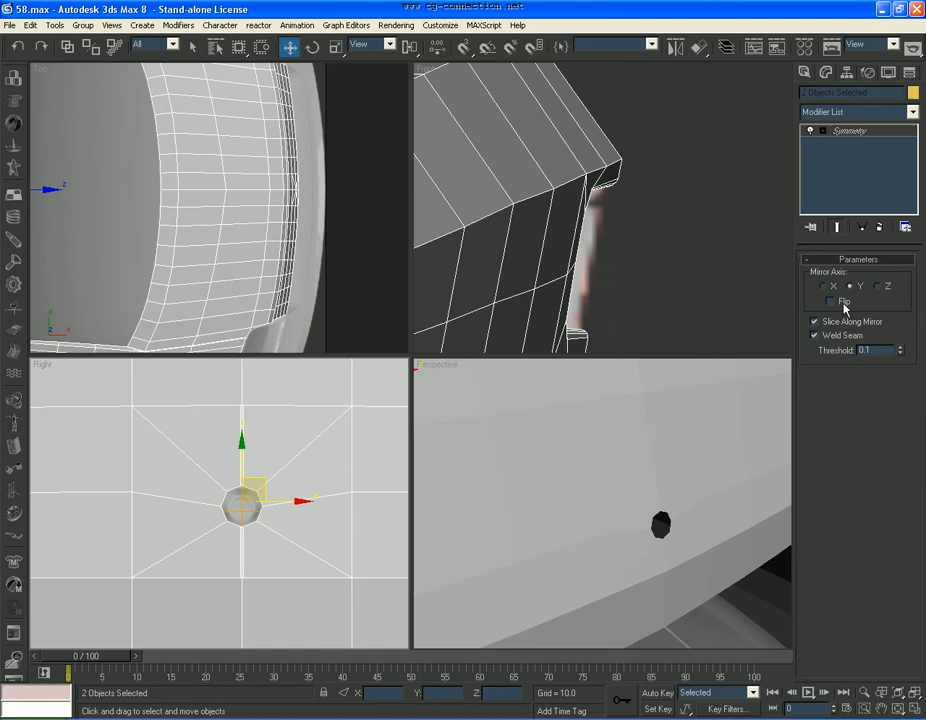 58.max - Autodesk 3ds Max 8 - Stand-alone License
www.cg-connection.net
File Edit Tools Group Views Create Modifiers Character reactor Animation Graph Editors Rendering Customize MAXScript Help
All View 0.00 View
Top
Front
2 Objects Selected
Modifier List
Symmetry
Parameters
Mirror Axis:
X Y Z
Flip
Slice Along Mirror
Weld Seam
Threshold: 0.1
Right
Perspective
0 / 100
0 5 10 15 20 25 30 35 40 45 50 55 60 65 70 75 80 85 90 95 100
2 Objects Selected X: Y: Z: Grid = 10.0 Auto Key Selected
Click and drag to select and move objects Add Time Tag Set Key Key Filters... 0